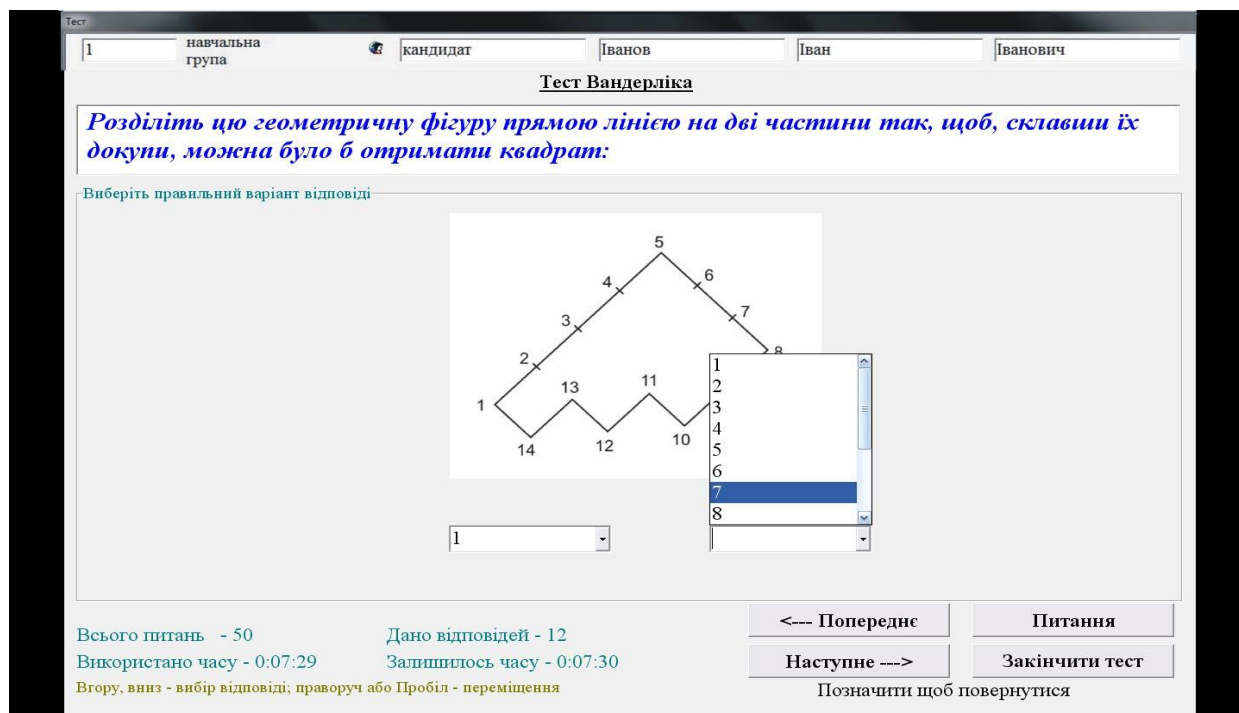 Тест
1 навчальна група кандидат Іванов Іван Іванович
Тест Вандерліка
Розділіть цю геометричну фігуру прямою лінією на дві частини так, щоб, склавши їх
докупи, можна було б отримати квадрат:
Виберіть правильний варіант відповіді
5
4 6
3 7
2 8
1 13 11
14 12 10
1
2
3
4
5
6
7
8
1
Всього питань - 50 Дано відповідей - 12 <--- Попереднє Питання
Використано часу - 0:07:29 Залишилось часу - 0:07:30 Наступне ---> Закінчити тест
Вгору, вниз - вибір відповіді; праворуч або Пробіл - переміщення Позначити щоб повернутися